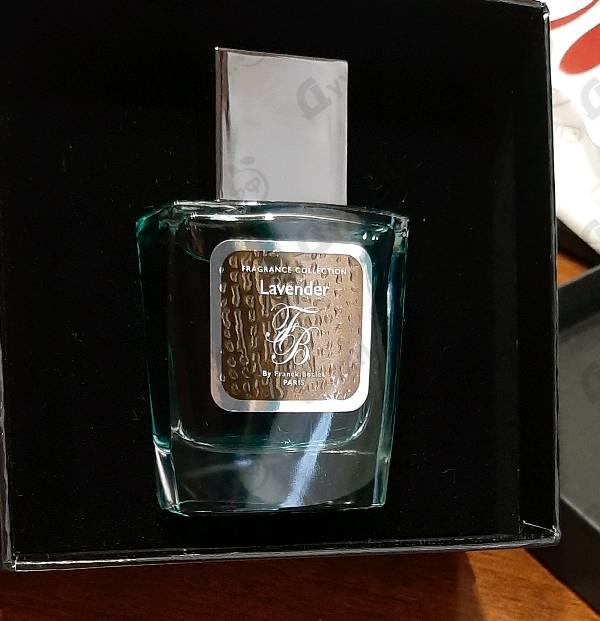 FRAGRANCE COLLECTION
Lavender
FB
By Franck Boclet
PARIS